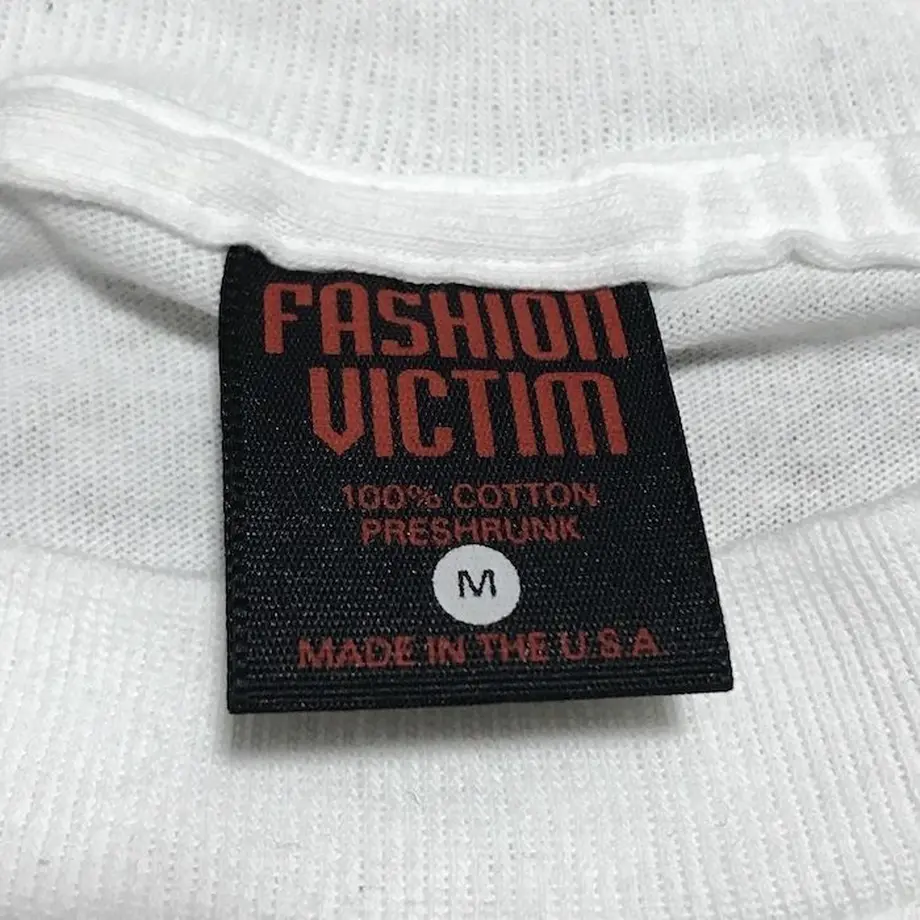 FASHION
VICTIM
100% COTTON
PRESHRUNK
M
MADE IN THE U.S.A.